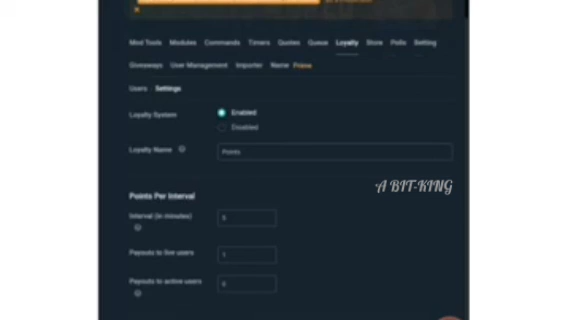 Mod Tools Modules Commands Timers Quotes Queue Loyalty Store Polls Betting
Giveaways User Management Importer Name Prime
Users Settings
Loyalty System Enabled
Disabled
Loyalty Name Points
A BIT-KING
Points Per Interval
Interval (in minutes) 5
Payouts to live users 1
Payouts to active users